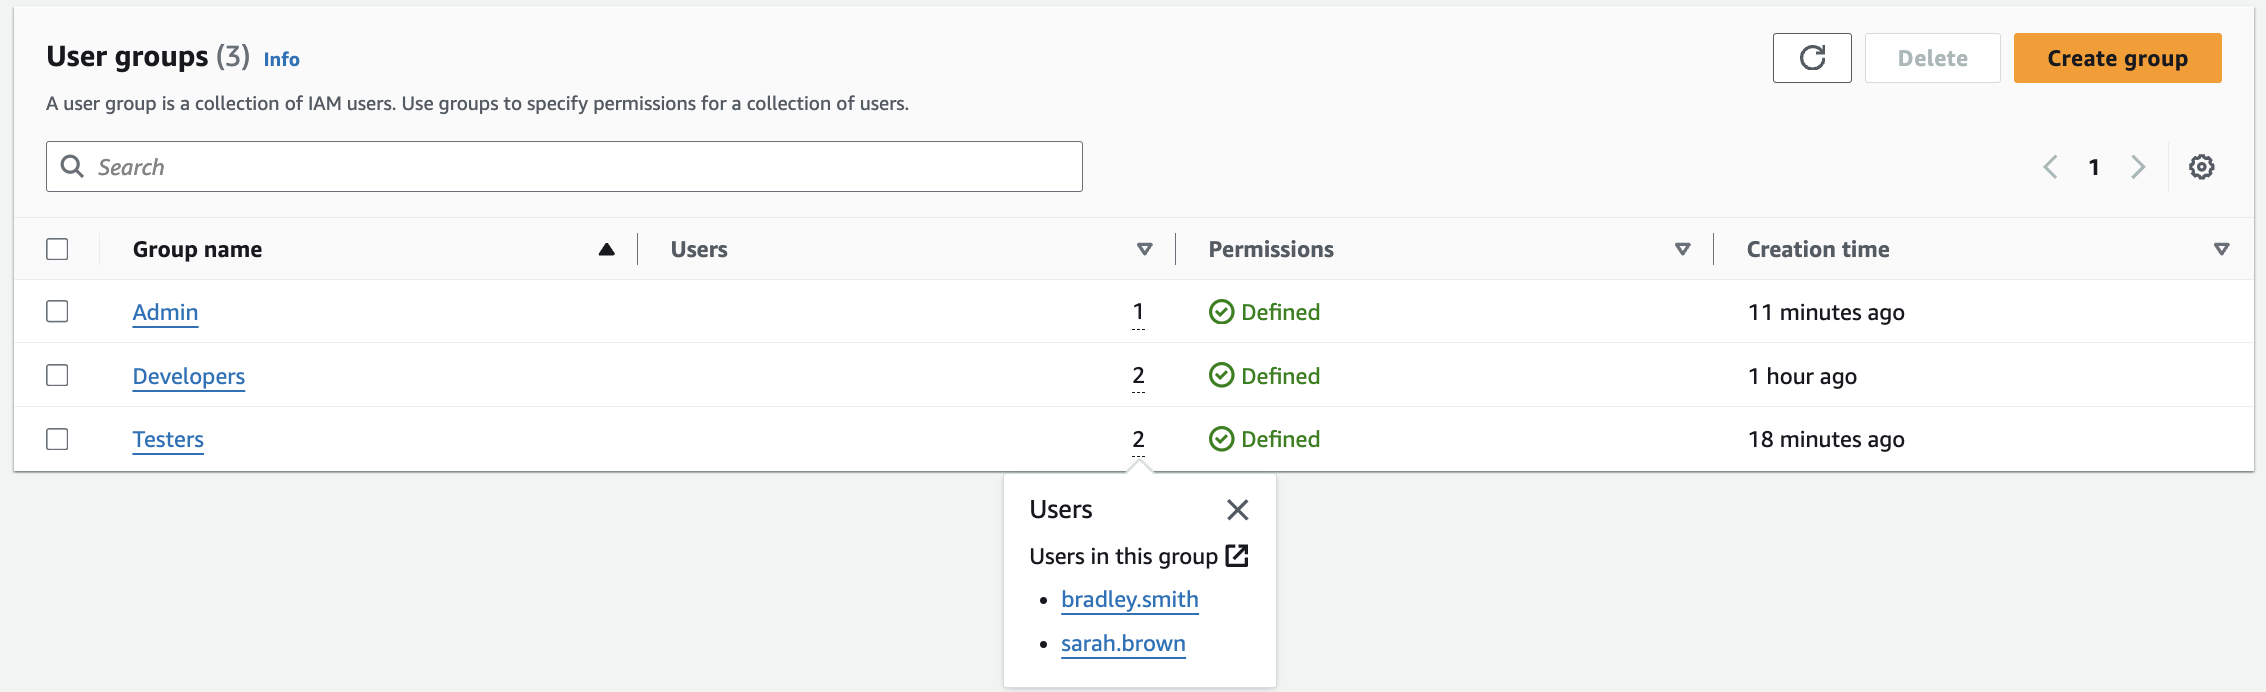 User groups (3) Info
Delete
Create group
A user group is a collection of IAM users. Use groups to specify permissions for a collection of users.
Search
1
Group name Users Permissions Creation time
Admin 1 Defined 11 minutes ago
Developers 2 Defined 1 hour ago
Testers 2 Defined 18 minutes ago
Users
Users in this group
bradley.smith
sarah.brown